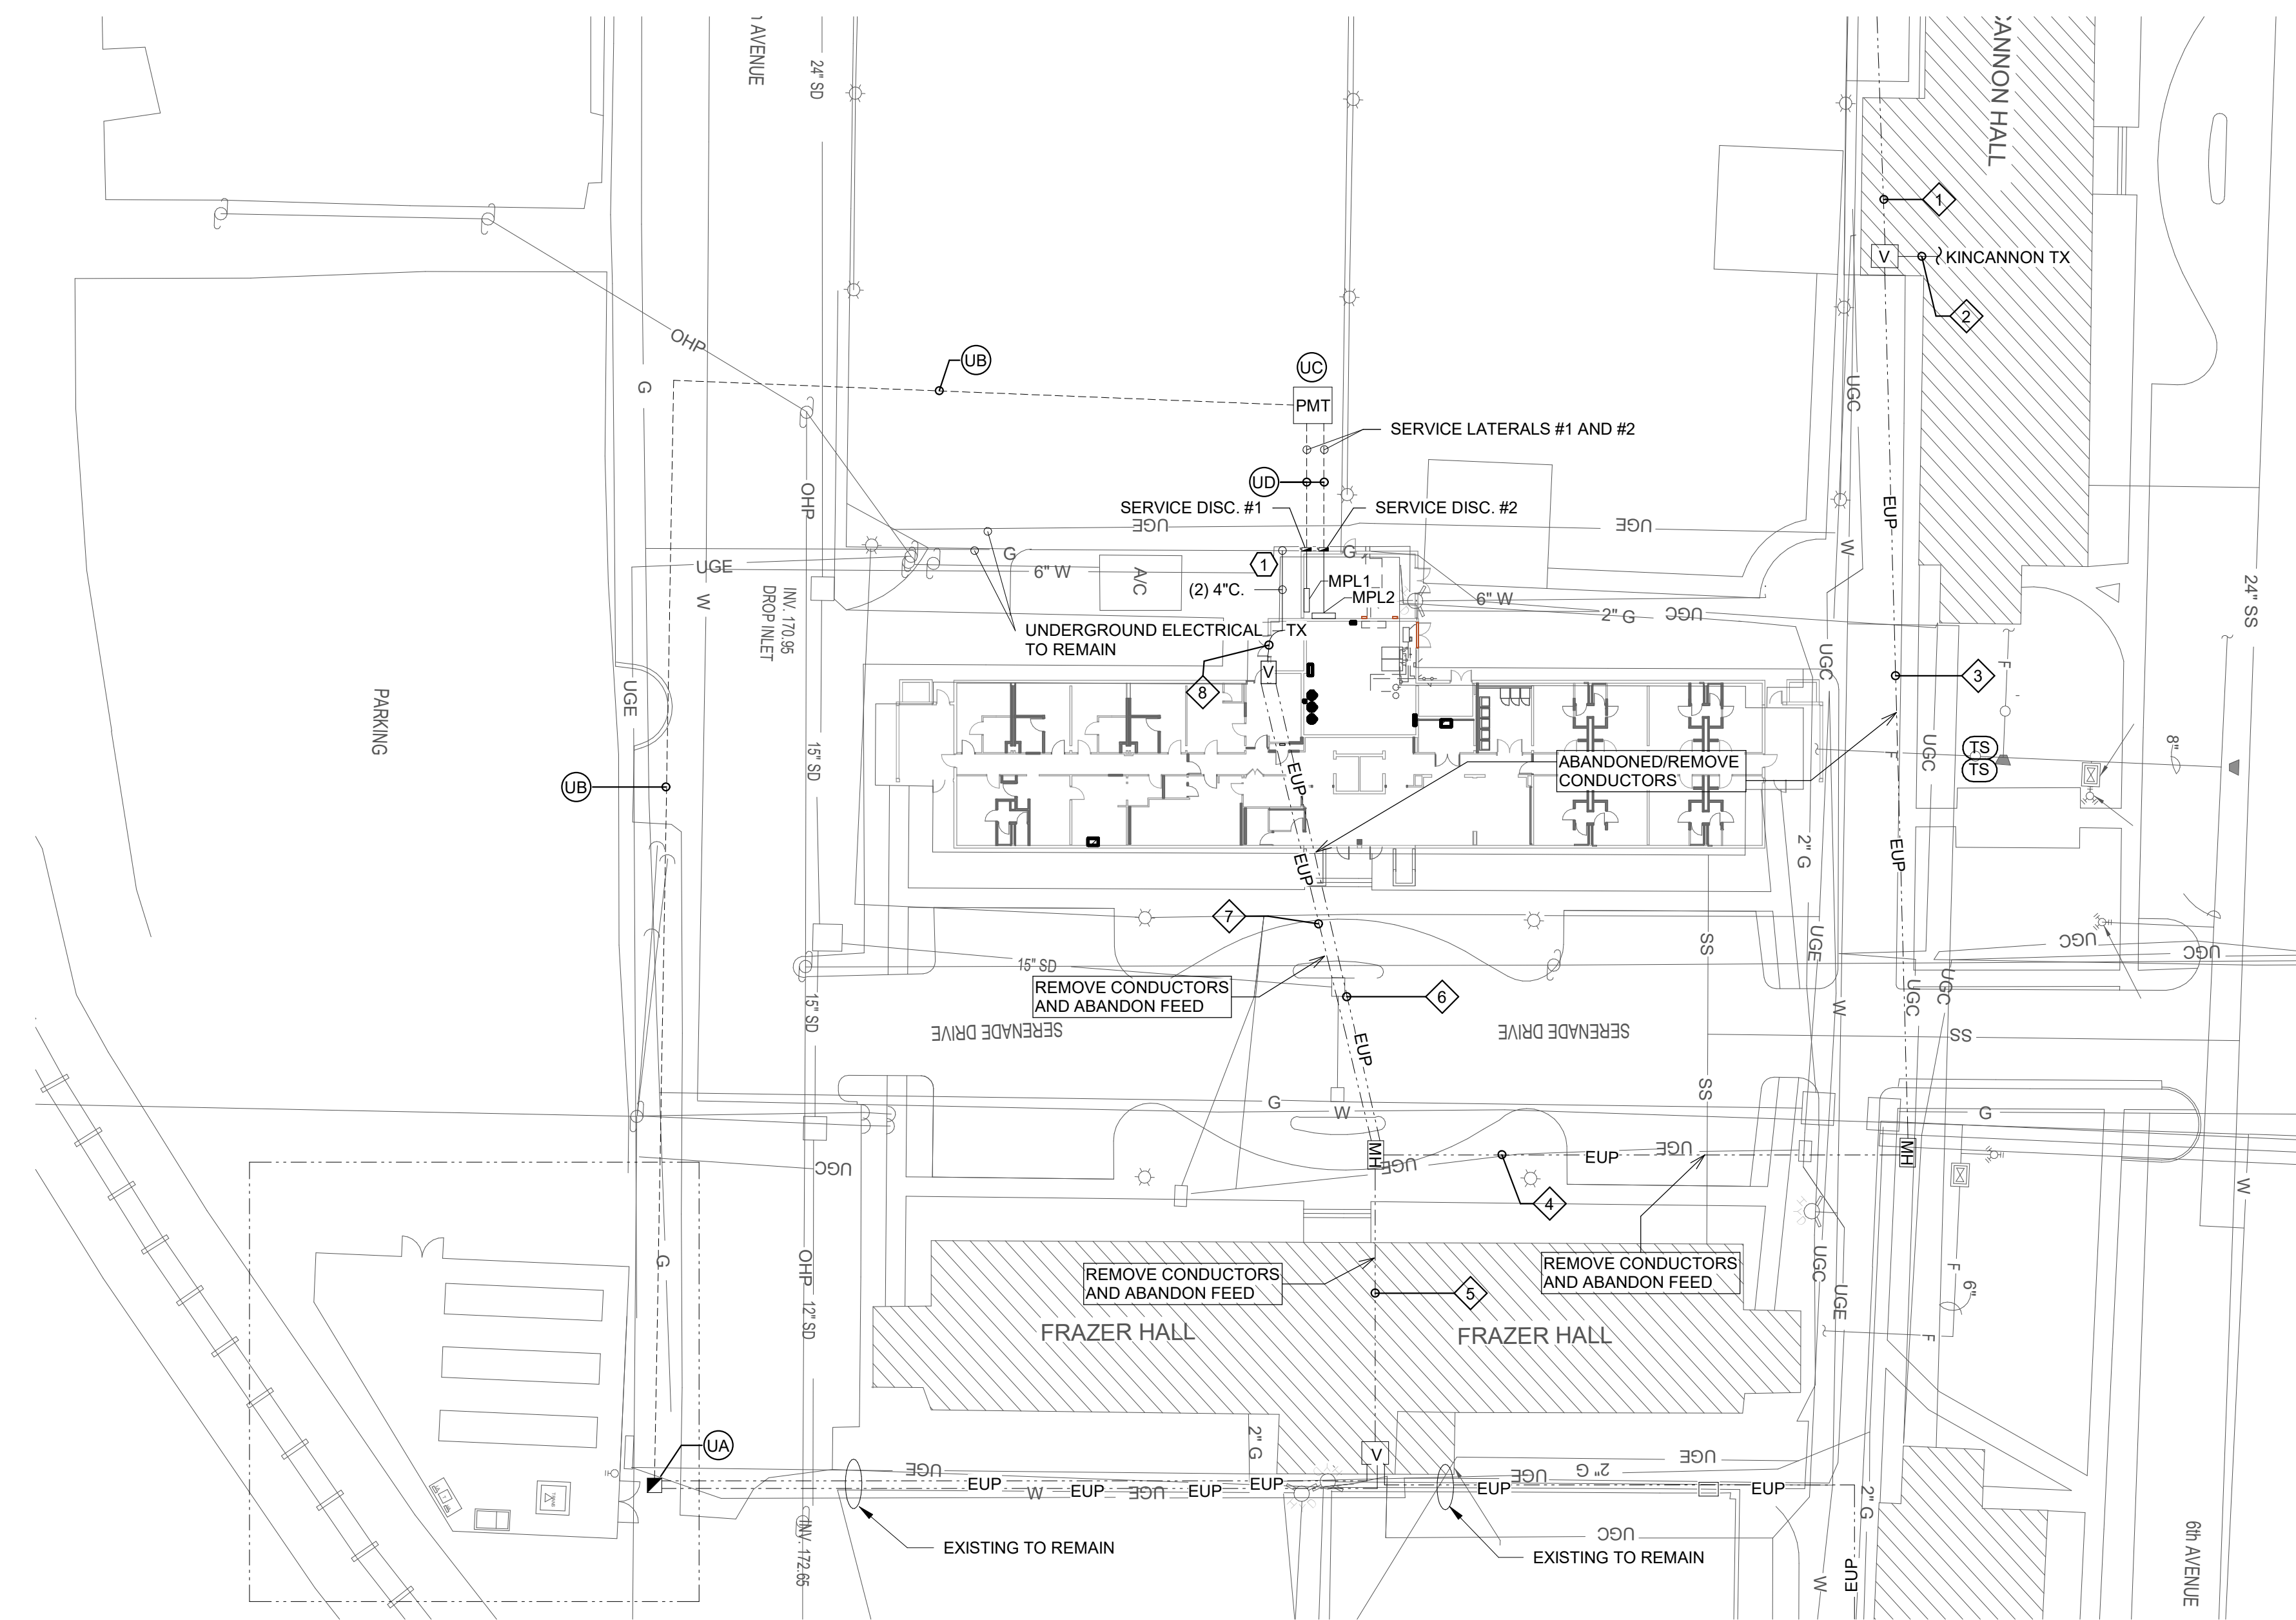 AVENUE
24" SD
CANNON HALL
1
V
KINCANNON TX
2
OHP
UB
UC
PMT
G
UGC
SERVICE LATERALS #1 AND #2
UD
OHP
EUP
SERVICE DISC. #1
SERVICE DISC. #2
UGE
UGE
W
G
G
1
UGE
6" W
A/C
(2) 4"C.
MPL1
MPL2
6" W
2" G
UGC
24" SS
W
INV. 170.95
DROP INLET
UNDERGROUND ELECTRICAL
TO REMAIN
TX
V
8
UGC
F
3
UGE
PARKING
15" SD
EUP
ABANDONED/REMOVE
CONDUCTORS
F
UGC
TS
TS
8"
UB
EUP
2" G
EUP
7
SS
UGE
UGC
UGC
15" SD
REMOVE CONDUCTORS
AND ABANDON FEED
6
UGC
UGC
15" SD
W
SERENADE DRIVE
SERENADE DRIVE
EUP
SS
SS
G
W
G
MH
UGE
EUP
UGE
MH
UGC
4
W
G
OHP
REMOVE CONDUCTORS
AND ABANDON FEED
REMOVE CONDUCTORS
AND ABANDON FEED
5
UGC
UGE
F
6"
F
12" SD
FRAZER HALL
FRAZER HALL
UA
2" G
V
UGE
UGE
EUP
W
EUP
UGE
EUP
EUP
EUP
UGE
2" G
EUP
2" G
UGC
INV. 172.65
EXISTING TO REMAIN
EXISTING TO REMAIN
W
EUP
6th AVENUE